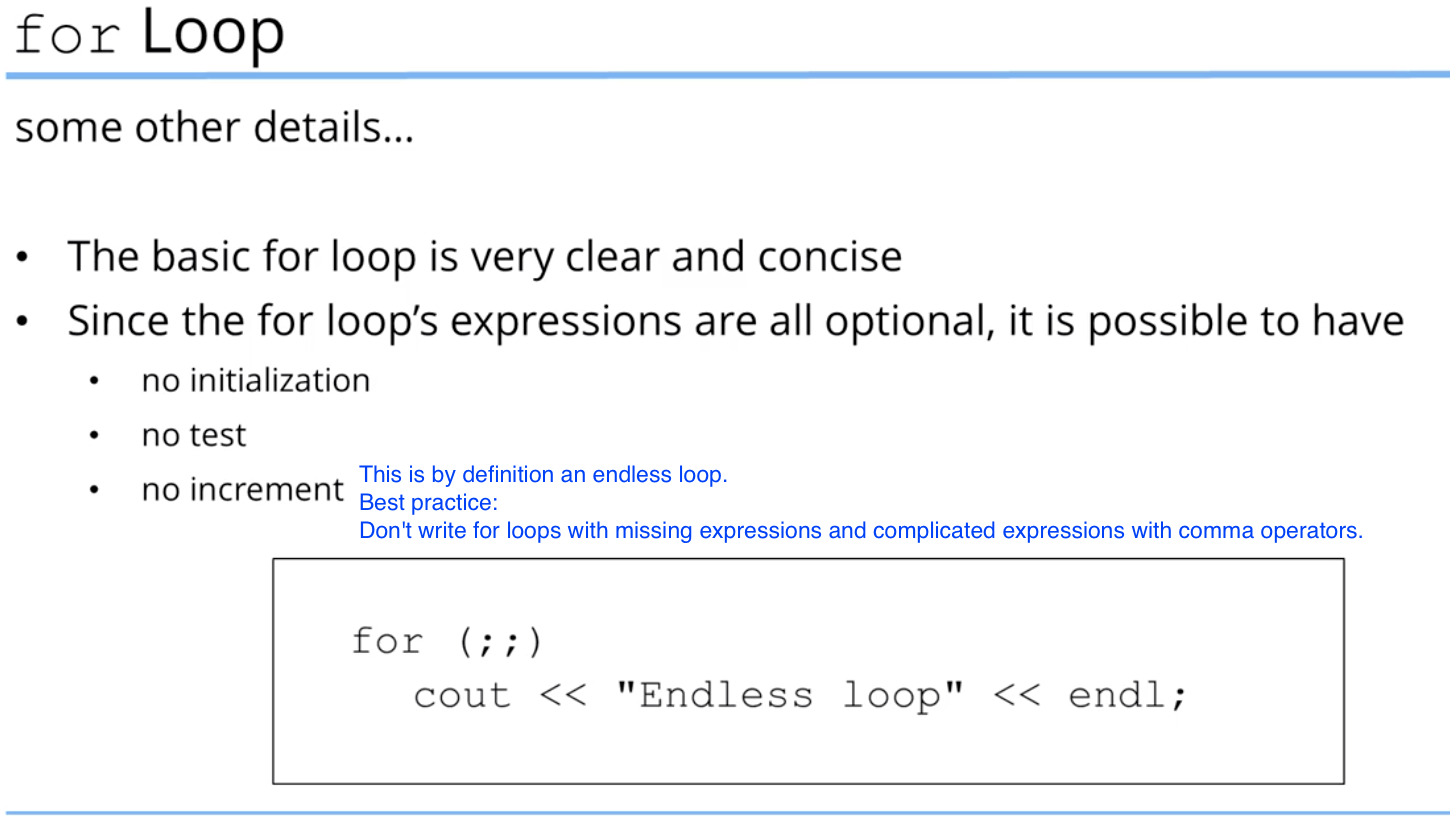 for Loop
some other details...
• The basic for loop is very clear and concise
• Since the for loop’s expressions are all optional, it is possible to have
• no initialization
• no test
• no increment
This is by definition an endless loop.
Best practice:
Don't write for loops with missing expressions and complicated expressions with comma operators.
for (;;)
cout << "Endless loop" << endl;